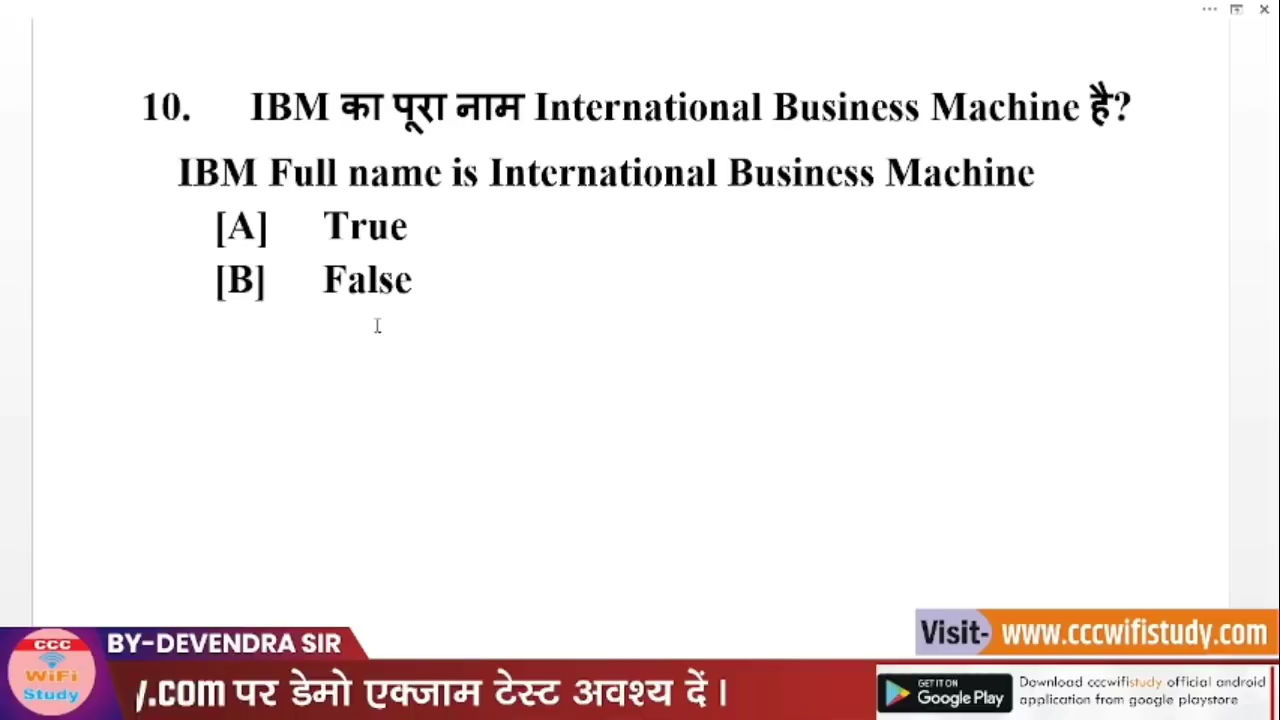 10. IBM का पूरा नाम International Business Machine है?
IBM Full name is International Business Machine
[A] True
[B] False
Visit- www.cccwifistudy.com
CCC
WiFi
Study
BY-DEVENDRA SIR
.com पर डेमो एक्जाम टेस्ट अवश्य दें।
GET IT ON
Google Play
Download cccwifistudy official android
application from google playstore